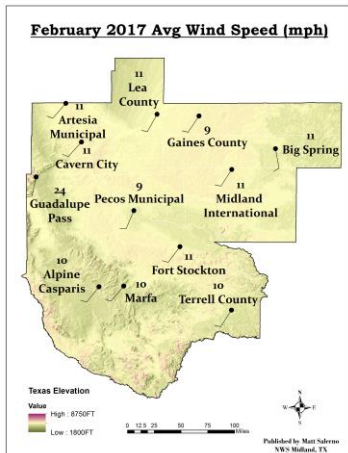 February 2017 Avg Wind Speed (mph)
11
Lea
County
11
Artesia
Municipal
9
Gaines County
11
Big Spring
11
Cavern City
24
Guadalupe
Pass
9
Pecos Municipal
11
Midland
International
10
Alpine
Casparis
11
Fort Stockton
10
Marfa
10
Terrell County
Texas Elevation
Value
High : 8750FT
Low : 1800FT
0 12.5 25 50 75 100
Miles
N
W E
S
Published by Matt Salerno
NWS Midland, TX